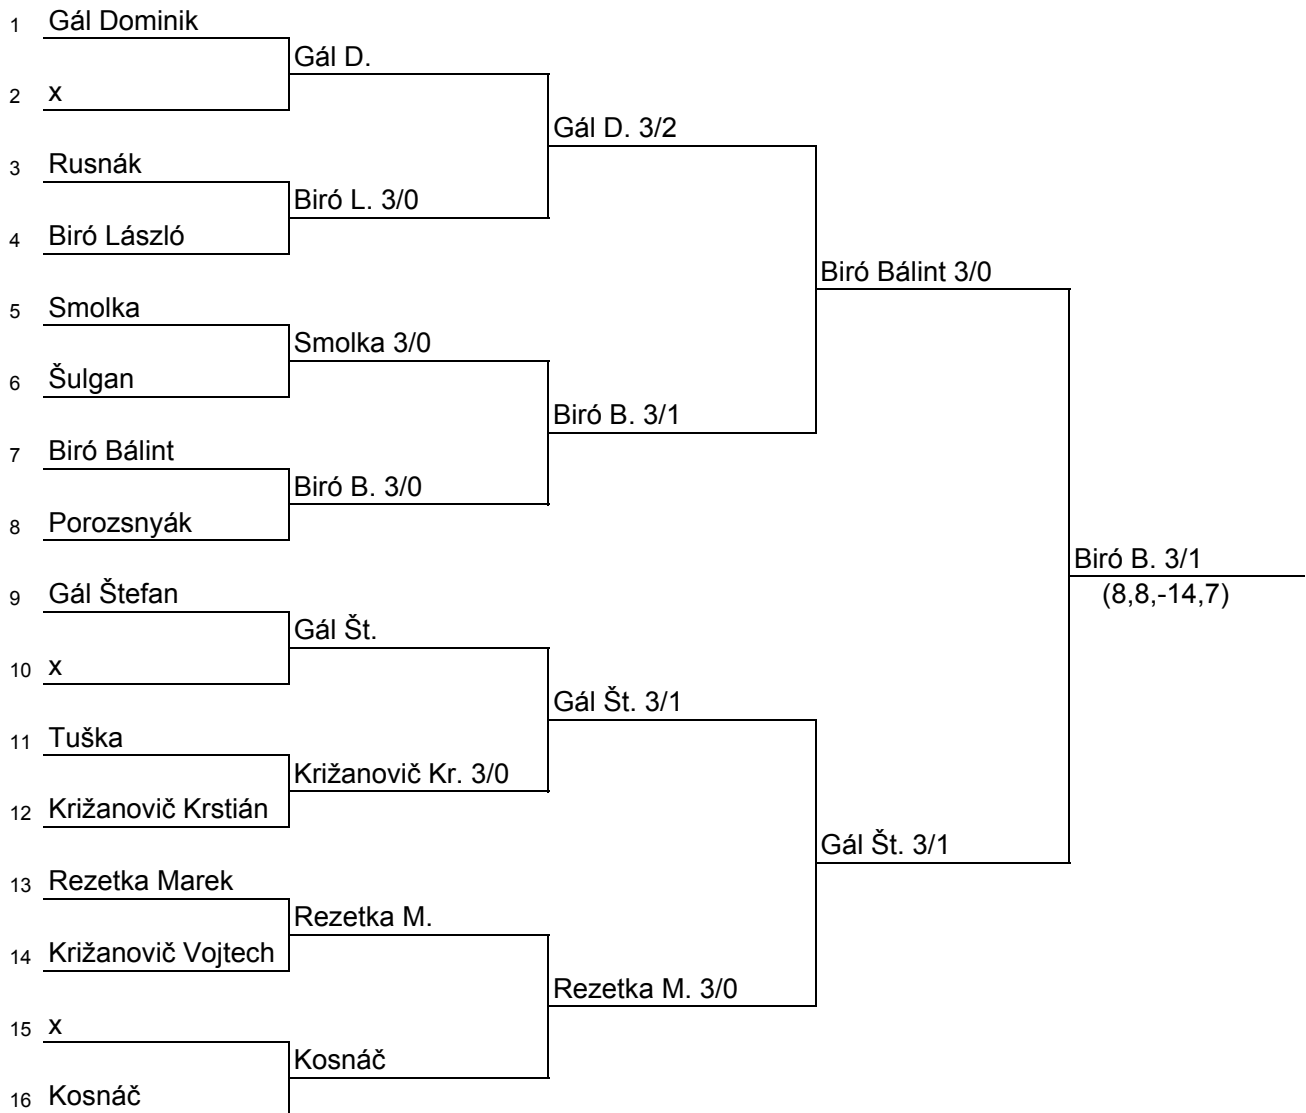 1 Gál Dominik
Gál D.
2 x
Gál D. 3/2
3 Rusnák
Biró L. 3/0
4 Biró László
Biró Bálint 3/0
5 Smolka
Smolka 3/0
6 Šulgan
Biró B. 3/1
7 Biró Bálint
Biró B. 3/0
8 Porozsnyák
Biró B. 3/1
(8,8,-14,7)
9 Gál Štefan
Gál Št.
10 x
Gál Št. 3/1
11 Tuška
Križanovič Kr. 3/0
12 Križanovič Krstián
Gál Št. 3/1
13 Rezetka Marek
Rezetka M.
14 Križanovič Vojtech
Rezetka M. 3/0
15 x
Kosnáč
16 Kosnáč